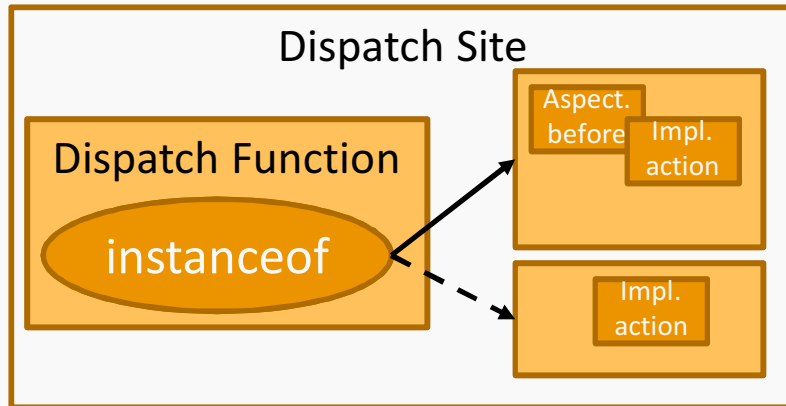 Dispatch Site
Dispatch Function
instanceof
Aspect.
before
Impl.
action
Impl.
action